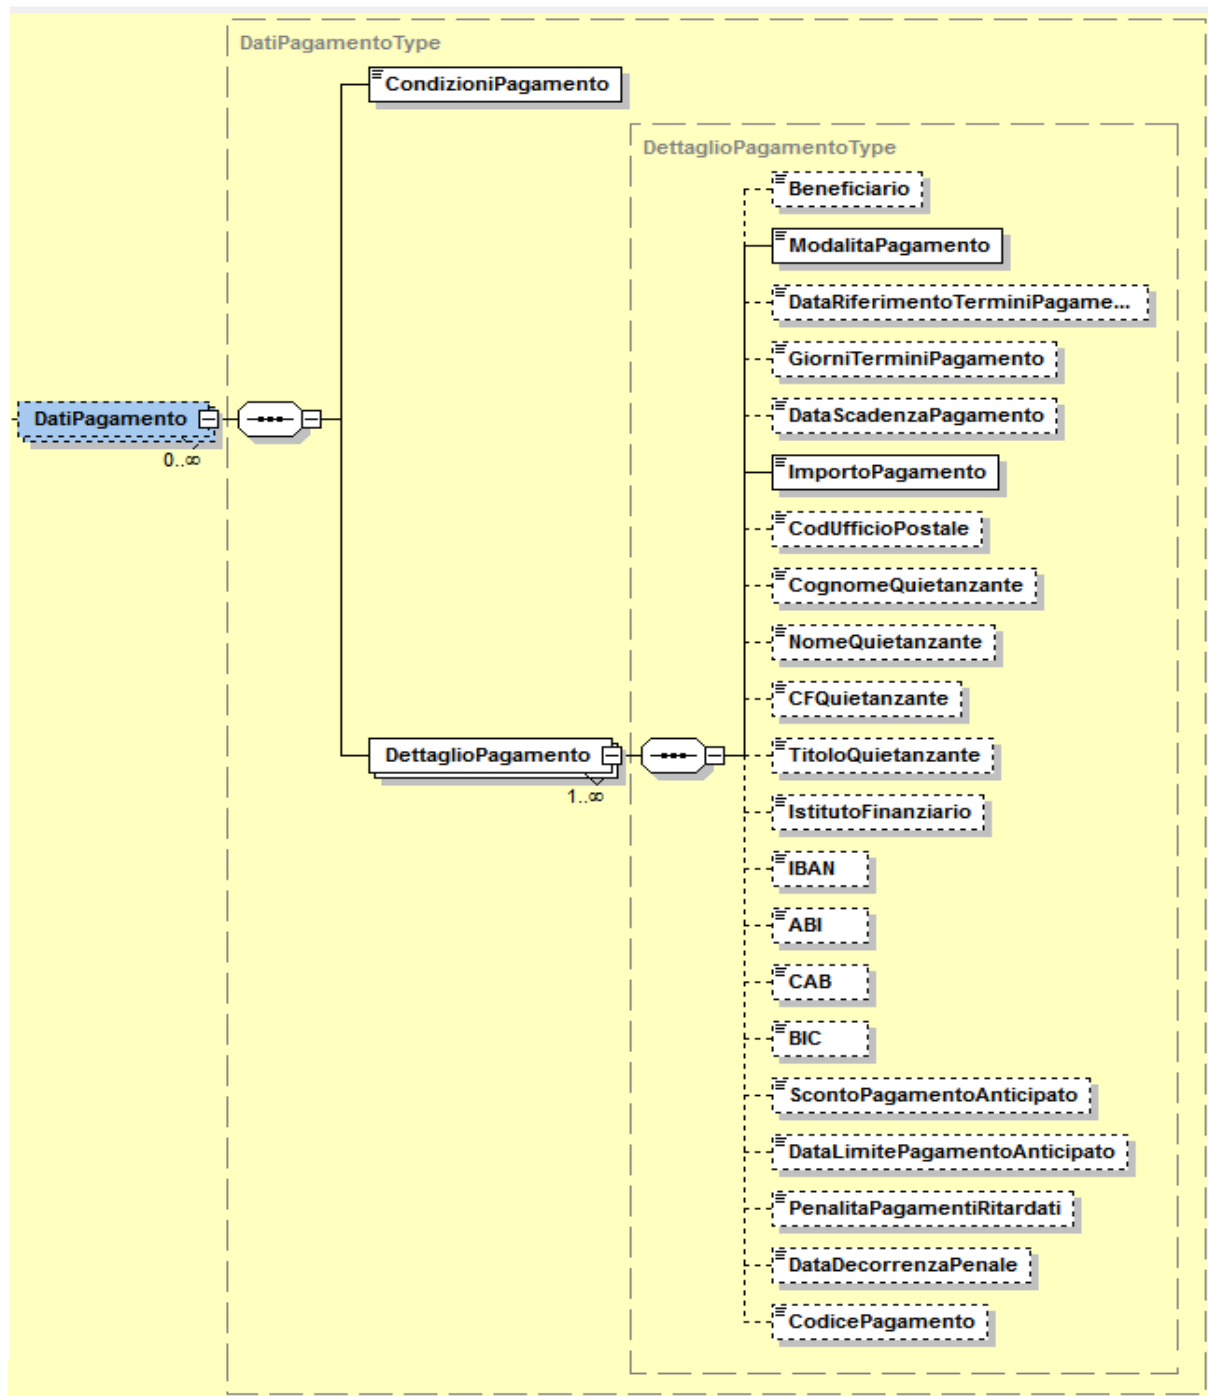 DatiPagamentoType
CondizioniPagamento
DettaglioPagamentoType
Beneficiario
ModalitaPagamento
DataRiferimentoTerminiPagame...
GiorniTerminiPagamento
DataScadenzaPagamento
DatiPagamento
0..∞
ImportoPagamento
CodUfficioPostale
CognomeQuietanzante
NomeQuietanzante
CFQuietanzante
DettaglioPagamento
1..∞
TitoloQuietanzante
IstitutoFinanziario
IBAN
ABI
CAB
BIC
ScontoPagamentoAnticipato
DataLimitePagamentoAnticipato
PenalitaPagamentiRitardati
DataDecorrenzaPenale
CodicePagamento